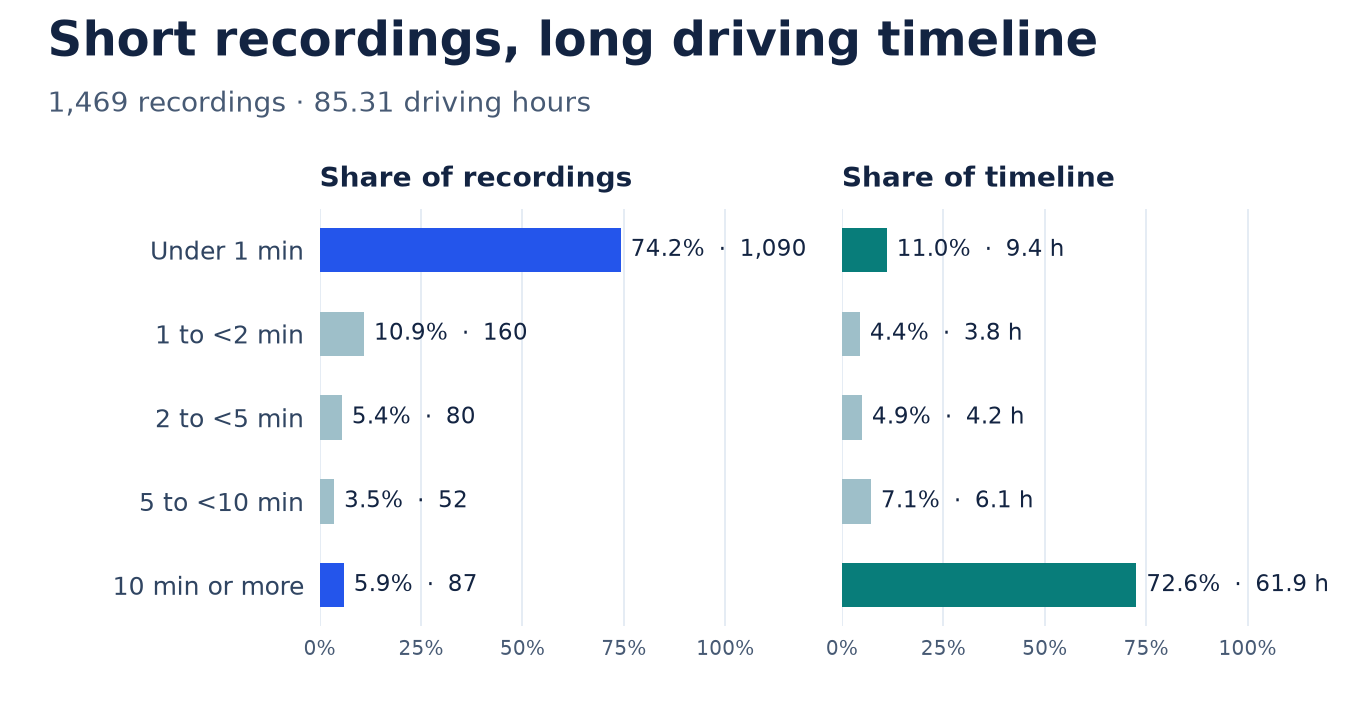 Short recordings, long driving timeline
1,469 recordings · 85.31 driving hours
Share of recordings
Share of timeline
Under 1 min 74.2% · 1,090 11.0% · 9.4 h
1 to <2 min 10.9% · 160 4.4% · 3.8 h
2 to <5 min 5.4% · 80 4.9% · 4.2 h
5 to <10 min 3.5% · 52 7.1% · 6.1 h
10 min or more 5.9% · 87 72.6% · 61.9 h
0% 25% 50% 75% 100% 0% 25% 50% 75% 100%